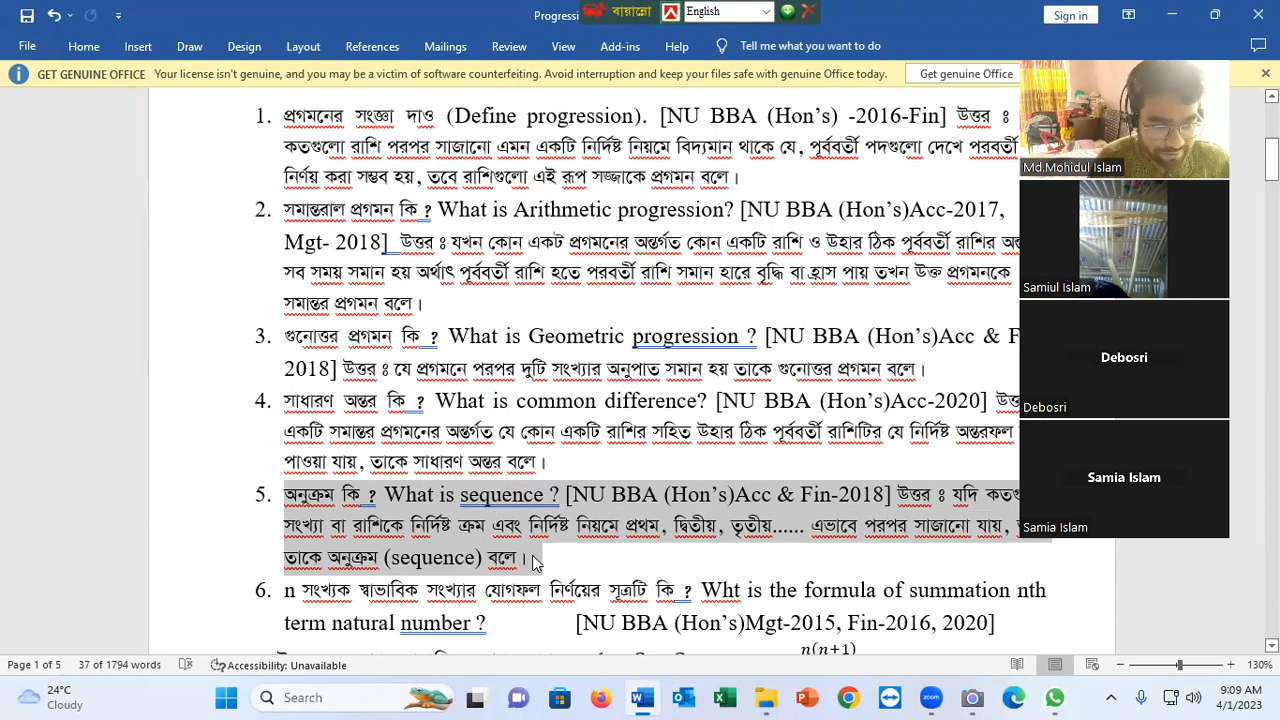 Progressi
বায়ান্নো
English
Sign in
File Home Insert Draw Design Layout References Mailings Review View Add-ins Help Tell me what you want to do
GET GENUINE OFFICE Your license isn't genuine, and you may be a victim of software counterfeiting. Avoid interruption and keep your files safe with genuine Office today. Get genuine Office
1. প্রগমনের সংজ্ঞা দাও (Define progression). [NU BBA (Hon's) -2016-Fin] উত্তর ঃ
কতগুলো রাশি পরপর সাজানো এমন একটি নির্দিষ্ট নিয়মে বিদ্যমান থাকে যে, পূর্ববর্তী পদগুলো দেখে পরবর্তী
নির্ণয় করা সম্ভব হয়, তবে রাশিগুলো এই রূপ সজ্জাকে প্রগমন বলে।
2. সমান্তরাল প্রগমন কি ? What is Arithmetic progression? [NU BBA (Hon's)Acc-2017,
Mgt- 2018] উত্তর ঃ যখন কোন একট প্রগমনের অন্তর্গত কোন একটি রাশি ও উহার ঠিক পূর্ববর্তী রাশির
সব সময় সমান হয় অর্থাৎ পূর্ববর্তী রাশি হতে পরবর্তী রাশি সমান হারে বৃদ্ধি বা হ্রাস পায় তখন উক্ত প্রগমনকে
সমান্তর প্রগমন বলে।
3. গুনোত্তর প্রগমন কি ? What is Geometric progression ? [NU BBA (Hon's)Acc & F
2018] উত্তর ঃ যে প্রগমনে পরপর দুটি সংখ্যার অনুপাত সমান হয় তাকে গুনোত্তর প্রগমন বলে।
4. সাধারণ অন্তর কি ? What is common difference? [NU BBA (Hon's)Acc-2020]
একটি সমান্তর প্রগমনের অন্তর্গত যে কোন একটি রাশির সহিত উহার ঠিক পূর্ববর্তী রাশিটির যে নির্দিষ্ট অন্তরফল
পাওয়া যায়, তাকে সাধারণ অন্তর বলে।
5. অনুক্রম কি ? What is sequence ? [NU BBA (Hon's)Acc & Fin-2018] উত্তর ঃ যদি
সংখ্যা বা রাশিকে নির্দিষ্ট ক্রম এবং নির্দিষ্ট নিয়মে প্রথম, দ্বিতীয়, তৃতীয়...... এভাবে পরপর সাজানো যায়,
তাকে অনুক্রম (sequence) বলে।
6. n সংখ্যক স্বাভাবিক সংখ্যার যোগফল নির্ণয়ের সূত্রটি কি ? Wht is the formula of summation nth
term natural number ? [NU BBA (Hon's)Mgt-2015, Fin-2016, 2020]
n(n+1)
Md.Mohidul Islam
Samiul Islam
Debosri
Debosri
Samia Islam
Samia Islam
Page 1 of 5 37 of 1794 words Accessibility: Unavailable 130%
24°C
Cloudy
Search
9:09 AM
4/1/2023